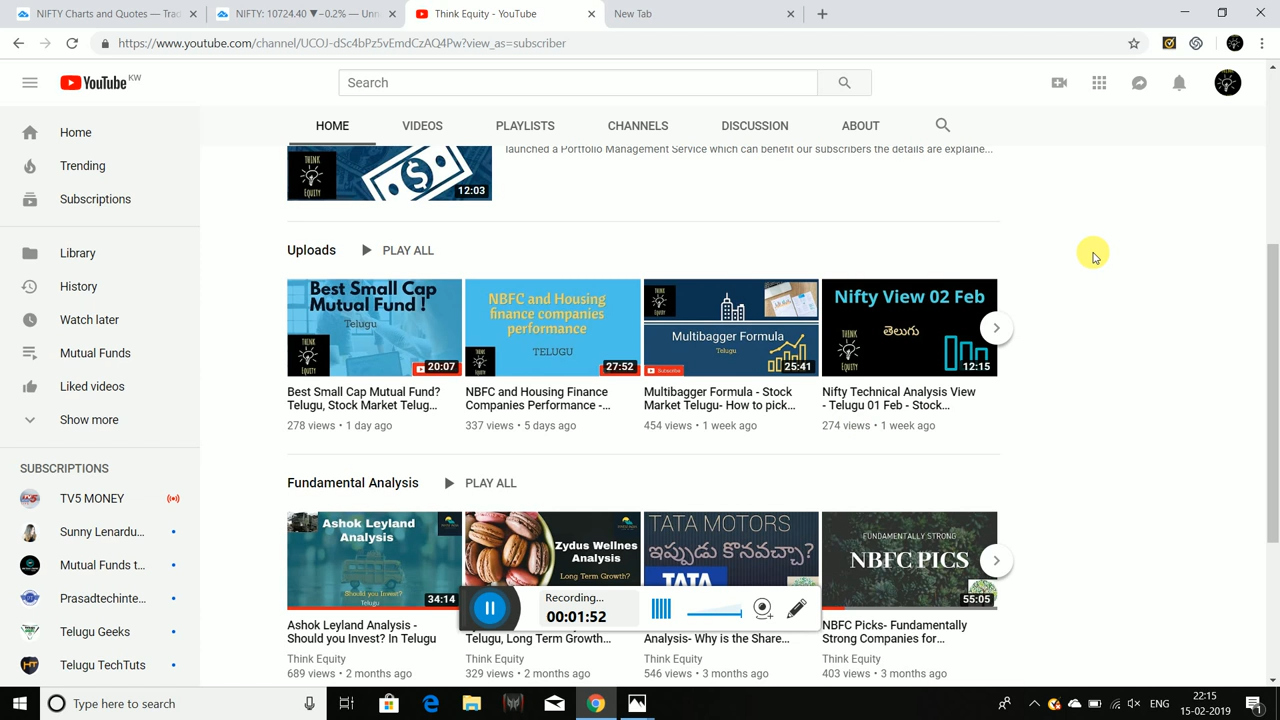 NIFTY Charts and Quotes — Trad
NIFTY: 10724.40 ▼−0.2% — Unn
Think Equity - YouTube
New Tab
https://www.youtube.com/channel/UCOJ-dSc4bPz5vEmdCzAQ4Pw?view_as=subscriber
YouTube KW
Search
HOME
VIDEOS
PLAYLISTS
CHANNELS
DISCUSSION
ABOUT
Home
Trending
Subscriptions
Library
History
Watch later
Mutual Funds
Liked videos
Show more
SUBSCRIPTIONS
TV5 MONEY
Sunny Lenardu...
Mutual Funds t...
Prasadtechinte...
Telugu Geeks
Telugu TechTuts
THINK
EQUITY
12:03
launched a Portfolio Management Service which can benefit our subscribers the details are explaine...
Uploads
PLAY ALL
Best Small Cap
Mutual Fund !
Telugu
THINK
EQUITY
20:07
Best Small Cap Mutual Fund?
Telugu, Stock Market Telug...
278 views • 1 day ago
NBFC and Housing
finance companies
performance
TELUGU
27:52
NBFC and Housing Finance
Companies Performance -...
337 views • 5 days ago
Multibagger Formula
Telugu
Subscribe
25:41
Multibagger Formula - Stock
Market Telugu- How to pick...
454 views • 1 week ago
Nifty View 02 Feb
తెలుగు
THINK
EQUITY
12:15
Nifty Technical Analysis View
- Telugu 01 Feb - Stock...
274 views • 1 week ago
Fundamental Analysis
PLAY ALL
Ashok Leyland
Analysis
Should you Invest?
Telugu
34:14
Ashok Leyland Analysis -
Should you Invest? In Telugu
Think Equity
689 views • 2 months ago
Zydus Wellnes
Analysis
Long Term Growth?
Telugu, Long Term Growth...
Think Equity
329 views • 2 months ago
TATA MOTORS
ఇప్పుడు కొనవచ్చా?
TATA
Analysis- Why is the Share...
Think Equity
546 views • 3 months ago
FUNDAMENTALLY STRONG
NBFC PICS
55:05
NBFC Picks- Fundamentally
Strong Companies for...
Think Equity
403 views • 3 months ago
Recording...
00:01:52
Type here to search
ENG
22:15
15-02-2019
1